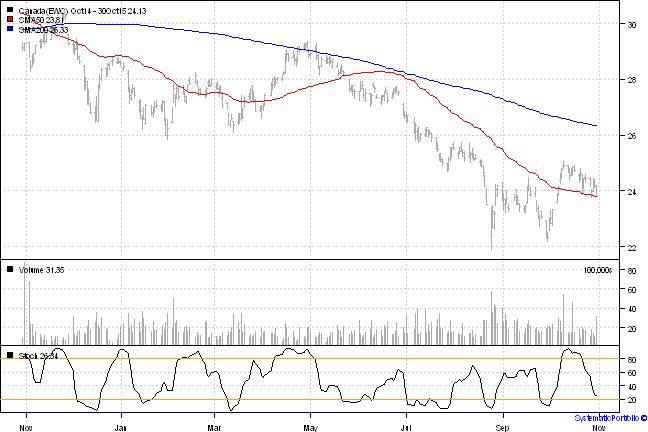 Canada(EWC) Oct14 - 30Oct15 24.13
SMA50 23.81
SMA200 26.33
30
28
26
24
22
Volume 31.35
100,000s
80
60
40
20
Stoch 26.34
80
60
40
20
Nov
Jan
Mar
May
Jul
Sep
Nov
SystematicPortfolio ©